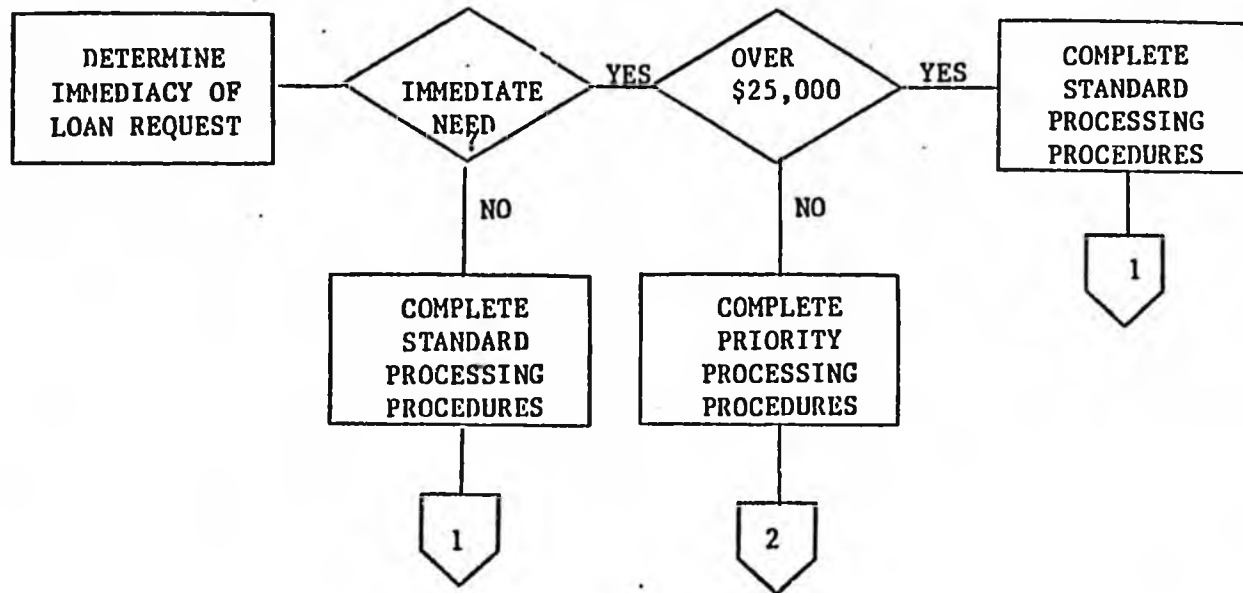 DETERMINE
IMMEDIACY OF
LOAN REQUEST
IMMEDIATE
NEED
?
YES
OVER
$25,000
YES
COMPLETE
STANDARD
PROCESSING
PROCEDURES
1
NO
COMPLETE
STANDARD
PROCESSING
PROCEDURES
1
NO
COMPLETE
PRIORITY
PROCESSING
PROCEDURES
2